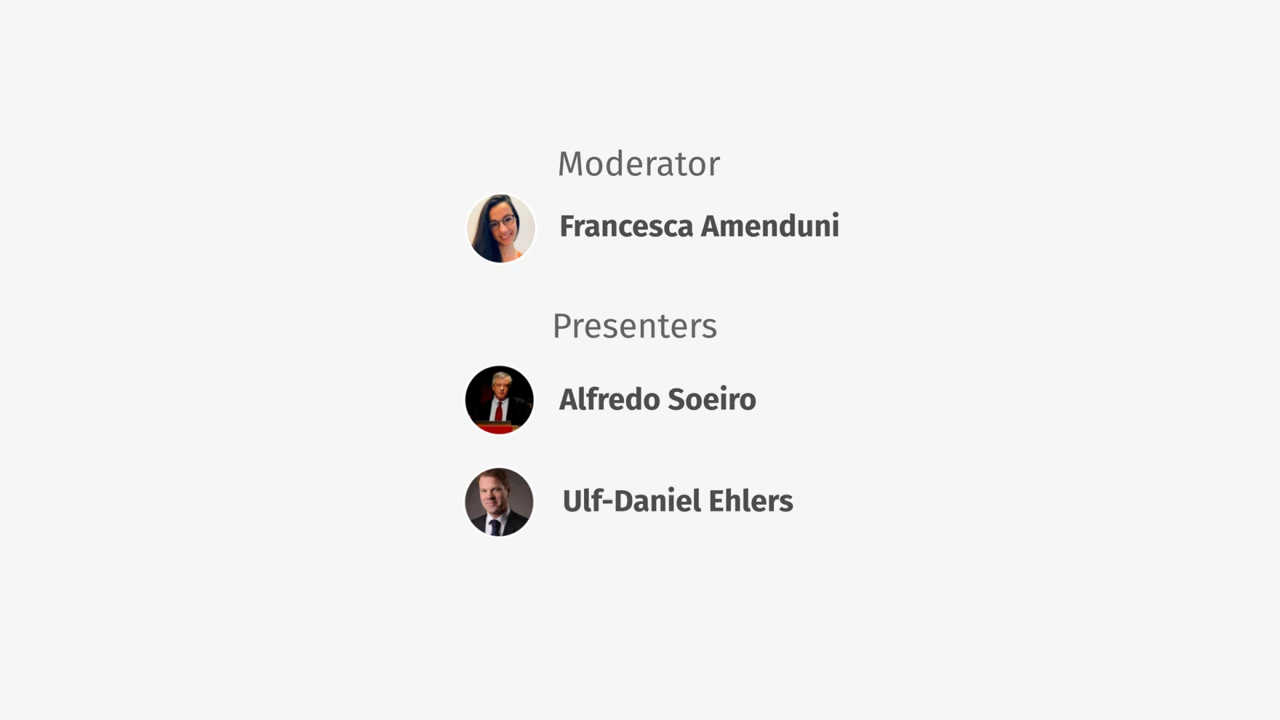 Moderator
Francesca Amenduni
Presenters
Alfredo Soeiro
Ulf-Daniel Ehlers